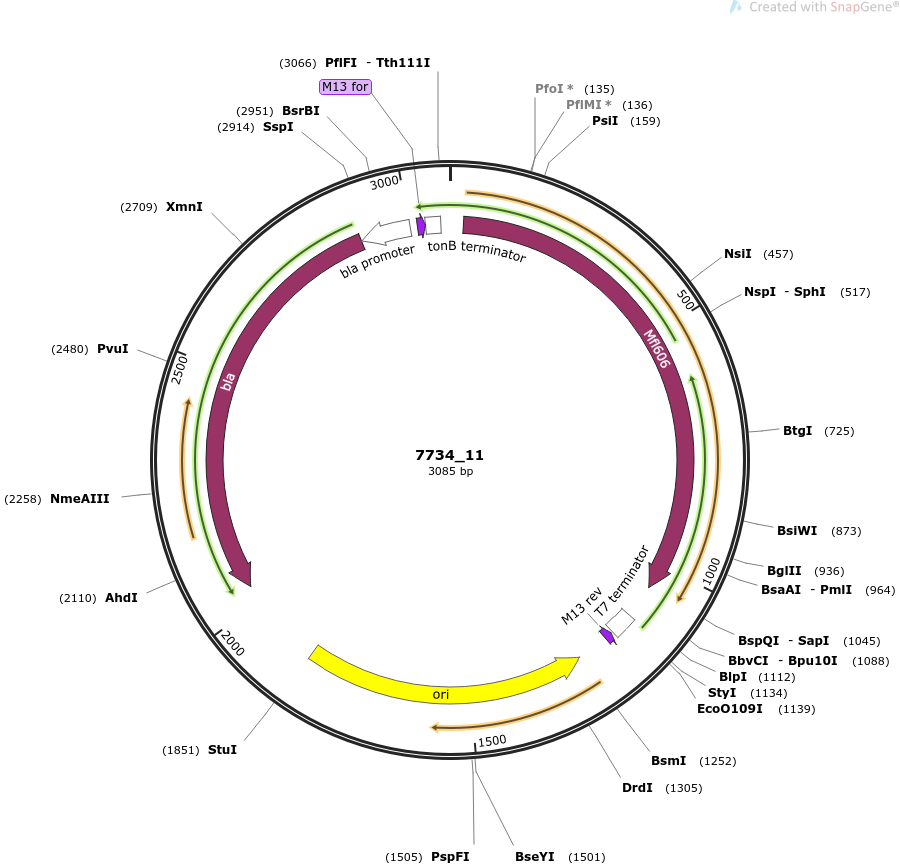 Created with SnapGene®
(3066) PflFI - Tth111I
M13 for
(2951) BsrBI
(2914) SspI
PfoI * (135)
PflMI * (136)
PsiI (159)
3000
(2709) XmnI
bla promoter
tonB terminator
NsiI (457)
NspI - SphI (517)
500
Mfl606
(2480) PvuI
2500
bla
BtgI (725)
7734_11
3085 bp
(2258) NmeAIII
BsiWI (873)
BglII (936)
BsaAI - PmlI (964)
1000
(2110) AhdI
T7 terminator
M13 rev
2000
BspQI - SapI (1045)
BbvCI - Bpu10I (1088)
BlpI (1112)
StyI (1134)
EcoO109I (1139)
ori
(1851) StuI
1500
BsmI (1252)
DrdI (1305)
(1505) PspFI
BseYI (1501)